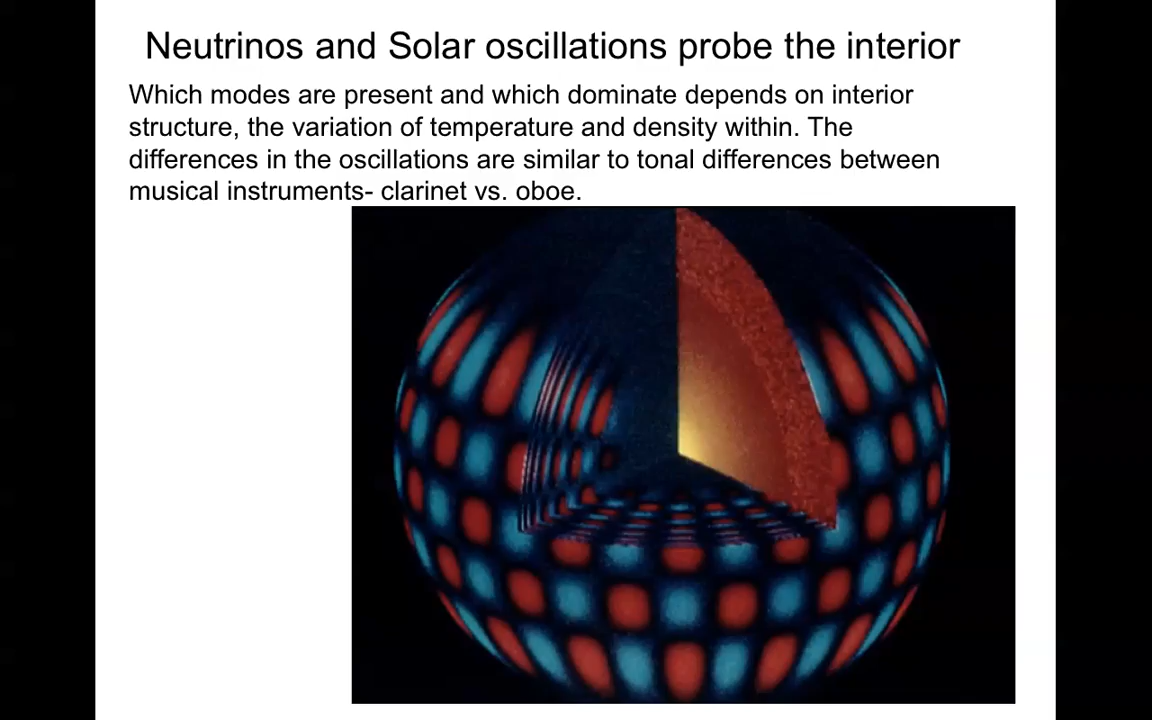 Neutrinos and Solar oscillations probe the interior
Which modes are present and which dominate depends on interior
structure, the variation of temperature and density within. The
differences in the oscillations are similar to tonal differences between
musical instruments- clarinet vs. oboe.